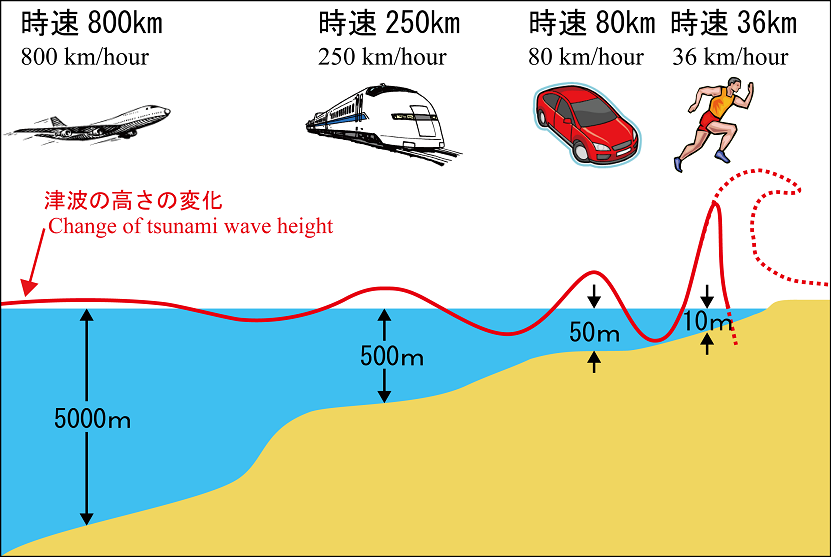 時速 800km
800 km/hour
時速 250km
250 km/hour
時速 80km
80 km/hour
時速 36km
36 km/hour
津波の高さの変化
Change of tsunami wave height
5000m
500m
50m
10m